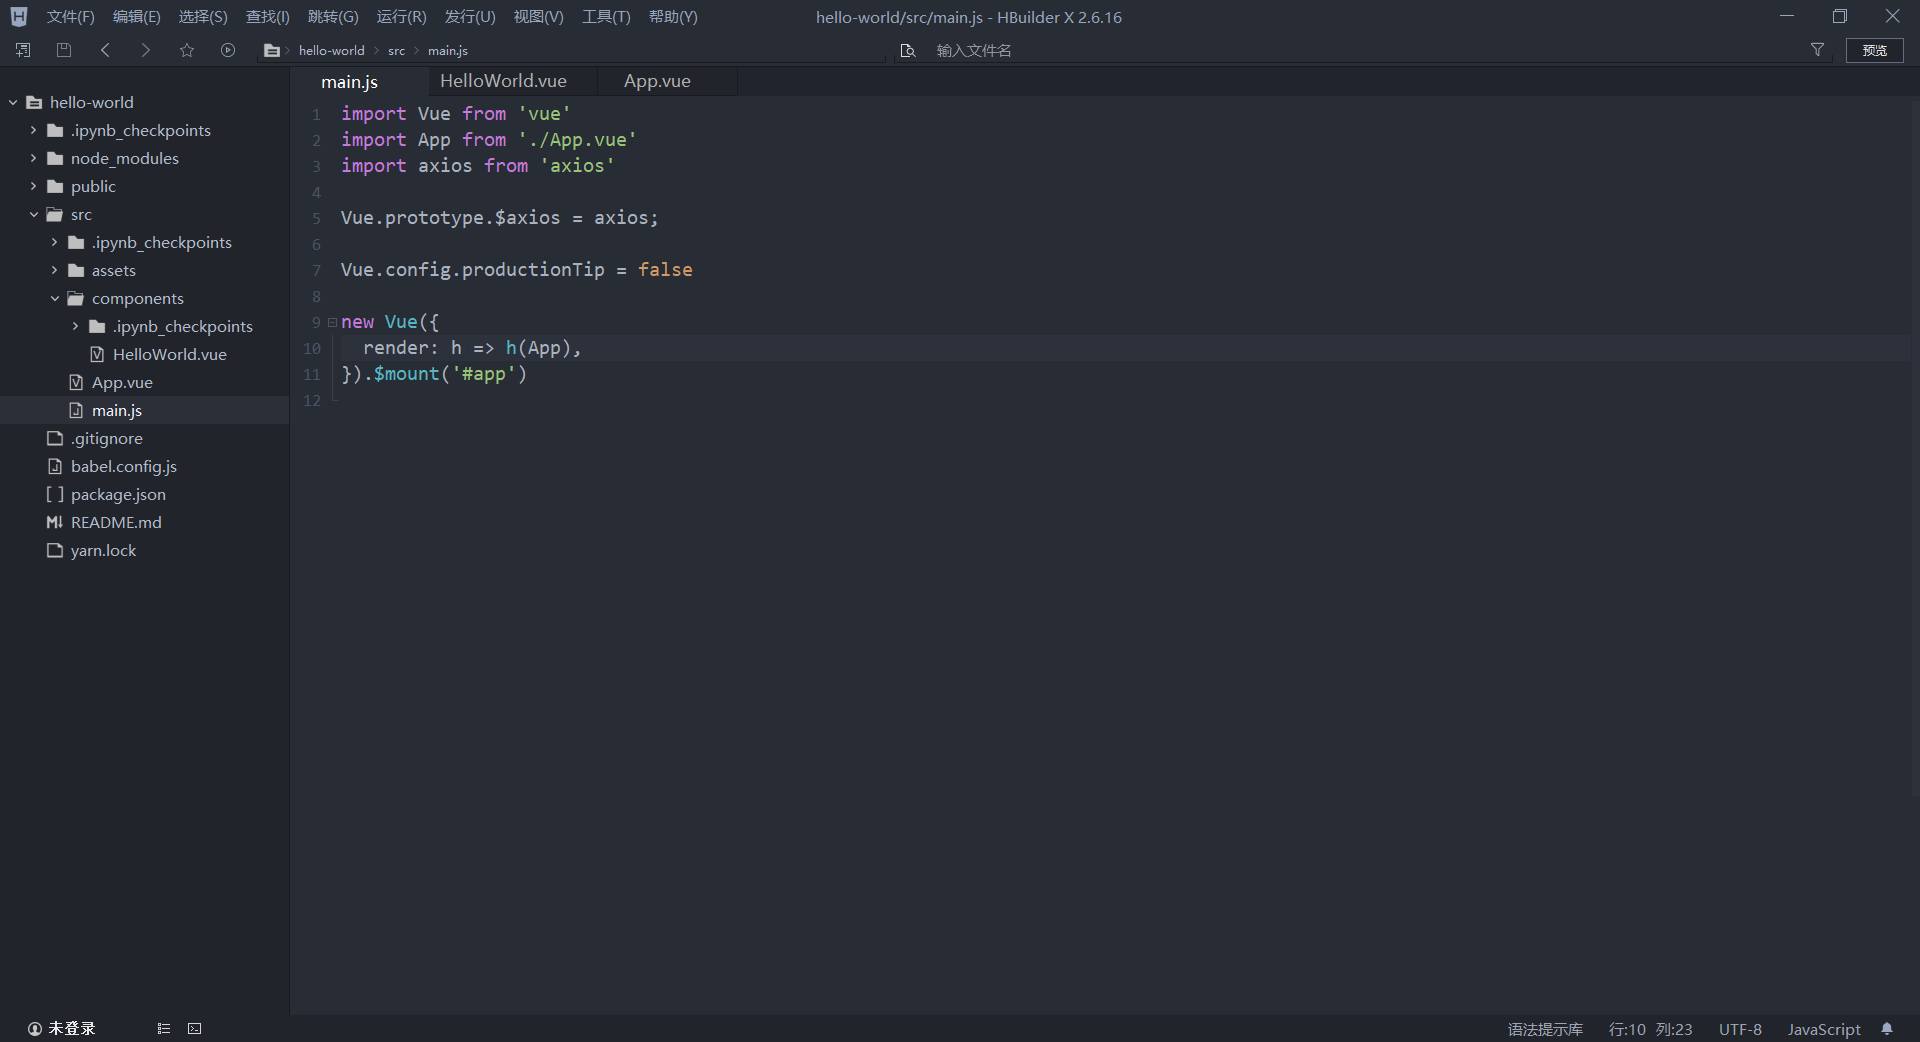 文件(F) 编辑(E) 选择(S) 查找(I) 跳转(G) 运行(R) 发行(U) 视图(V) 工具(T) 帮助(Y) hello-world/src/main.js - HBuilder X 2.6.16
hello-world src main.js 输入文件名 预览
hello-world
.ipynb_checkpoints
node_modules
public
src
.ipynb_checkpoints
assets
components
.ipynb_checkpoints
HelloWorld.vue
App.vue
main.js
.gitignore
babel.config.js
package.json
README.md
yarn.lock
main.js HelloWorld.vue App.vue
1 import Vue from 'vue'
2 import App from './App.vue'
3 import axios from 'axios'
4
5 Vue.prototype.$axios = axios;
6
7 Vue.config.productionTip = false
8
9 new Vue({
10 render: h => h(App),
11 }).$mount('#app')
12
未登录 语法提示库 行:10 列:23 UTF-8 JavaScript